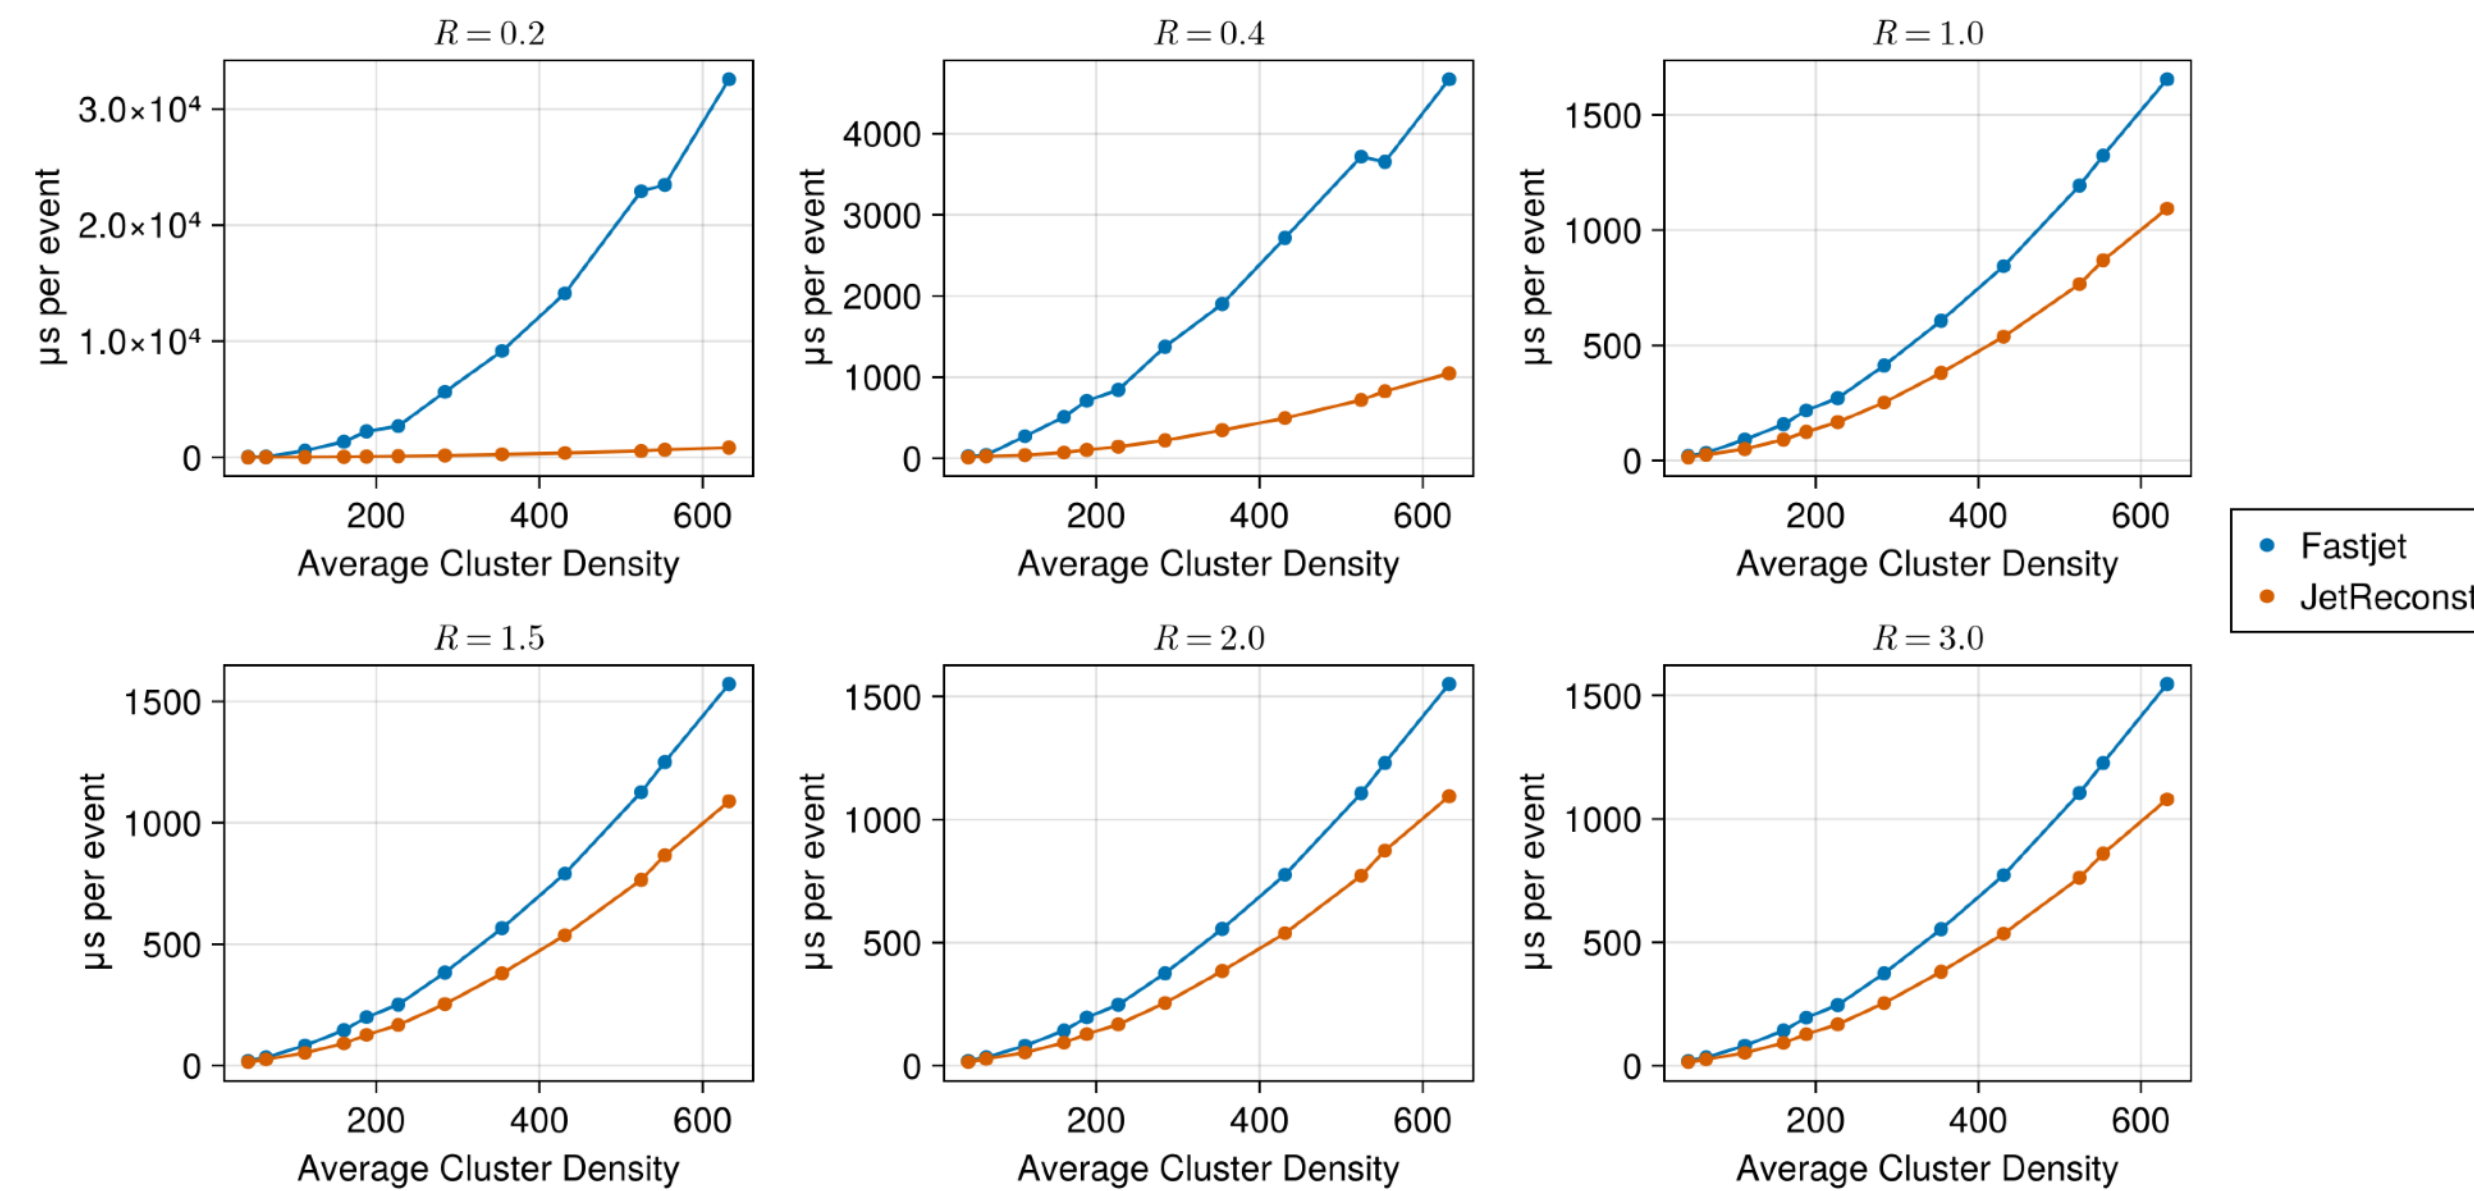 R = 0.2
R = 0.4
R = 1.0
μs per event
3.0×10⁴
2.0×10⁴
1.0×10⁴
0
200 400 600
Average Cluster Density
μs per event
4000
3000
2000
1000
0
200 400 600
Average Cluster Density
μs per event
1500
1000
500
0
200 400 600
Average Cluster Density
Fastjet
JetReconst
R = 1.5
R = 2.0
R = 3.0
μs per event
1500
1000
500
0
200 400 600
Average Cluster Density
μs per event
1500
1000
500
0
200 400 600
Average Cluster Density
μs per event
1500
1000
500
0
200 400 600
Average Cluster Density